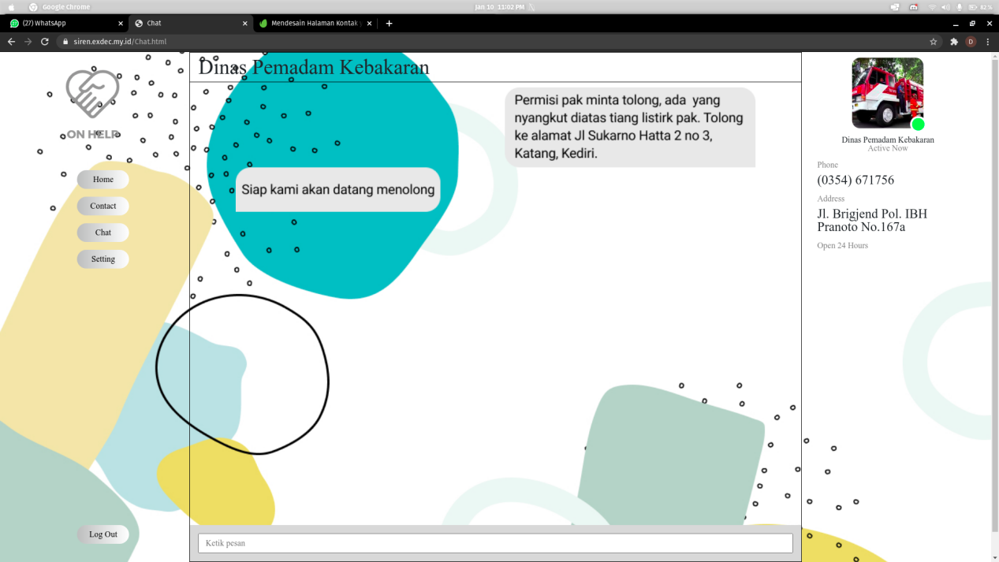 Google Chrome
Jan 10 11:02 PM
82 %
(27) WhatsApp
Chat
Mendesain Halaman Kontak
siren.exdec.my.id/Chat.html
D
ON HELP
Home
Contact
Chat
Setting
Log Out
Dinas Pemadam Kebakaran
Permisi pak minta tolong, ada yang
nyangkut diatas tiang listirk pak. Tolong
ke alamat Jl Sukarno Hatta 2 no 3,
Katang, Kediri.
Siap kami akan datang menolong
Ketik pesan
Dinas Pemadam Kebakaran
Active Now
Phone
(0354) 671756
Address
Jl. Brigjend Pol. IBH
Pranoto No.167a
Open 24 Hours